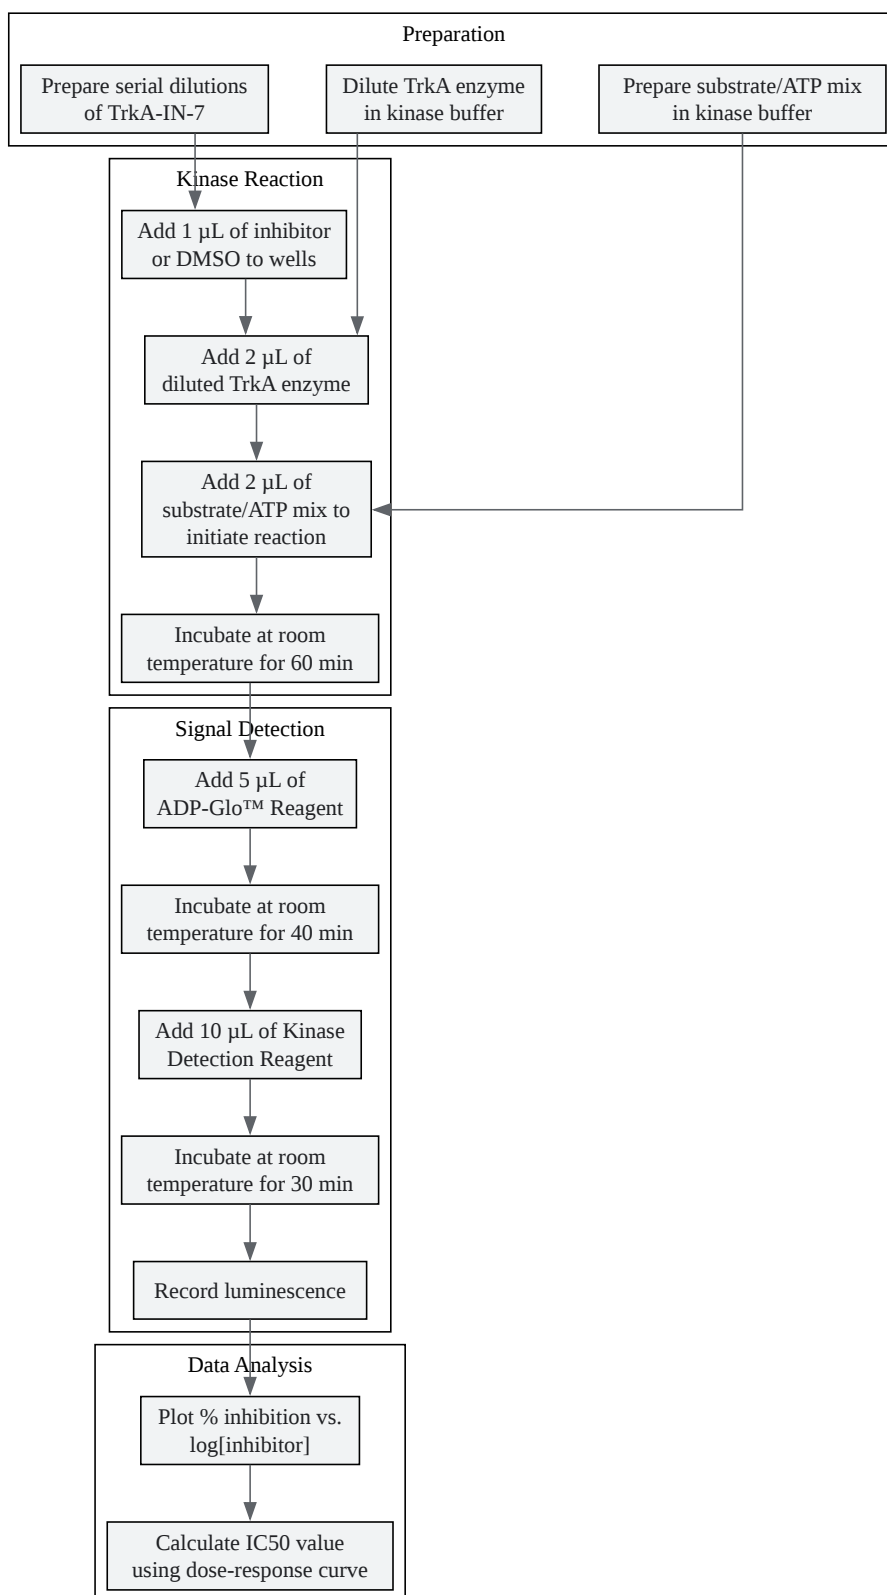 Preparation
Prepare serial dilutions
of TrkA-IN-7
Dilute TrkA enzyme
in kinase buffer
Prepare substrate/ATP mix
in kinase buffer
Kinase Reaction
Add 1 µL of inhibitor
or DMSO to wells
Add 2 µL of
diluted TrkA enzyme
Add 2 µL of
substrate/ATP mix to
initiate reaction
Incubate at room
temperature for 60 min
Signal Detection
Add 5 µL of
ADP-Glo™ Reagent
Incubate at room
temperature for 40 min
Add 10 µL of Kinase
Detection Reagent
Incubate at room
temperature for 30 min
Record luminescence
Data Analysis
Plot % inhibition vs.
log[inhibitor]
Calculate IC50 value
using dose-response curve